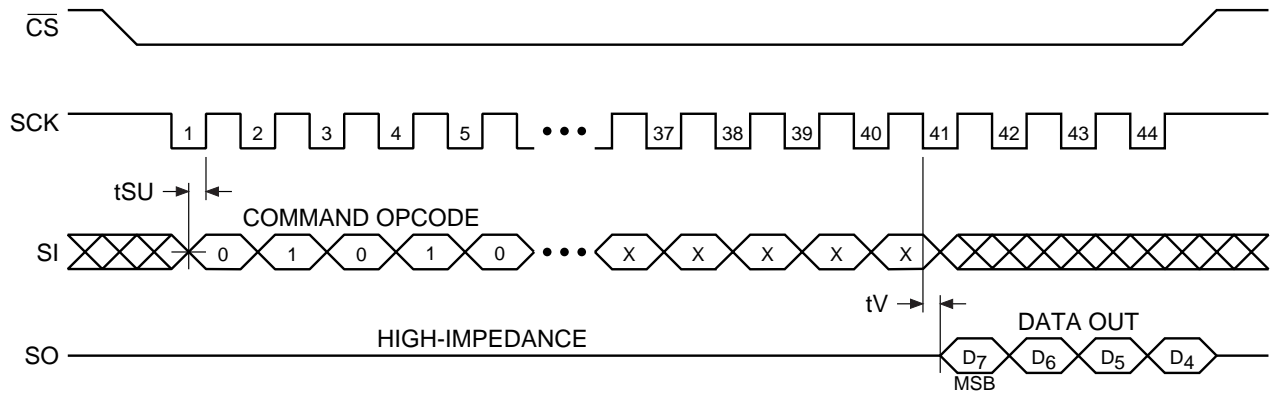 CS
SCK 1 2 3 4 5 ••• 37 38 39 40 41 42 43 44
tSU
COMMAND OPCODE
SI 0 1 0 1 0 ••• X X X X X
tV
HIGH-IMPEDANCE
DATA OUT
SO D7 D6 D5 D4
MSB